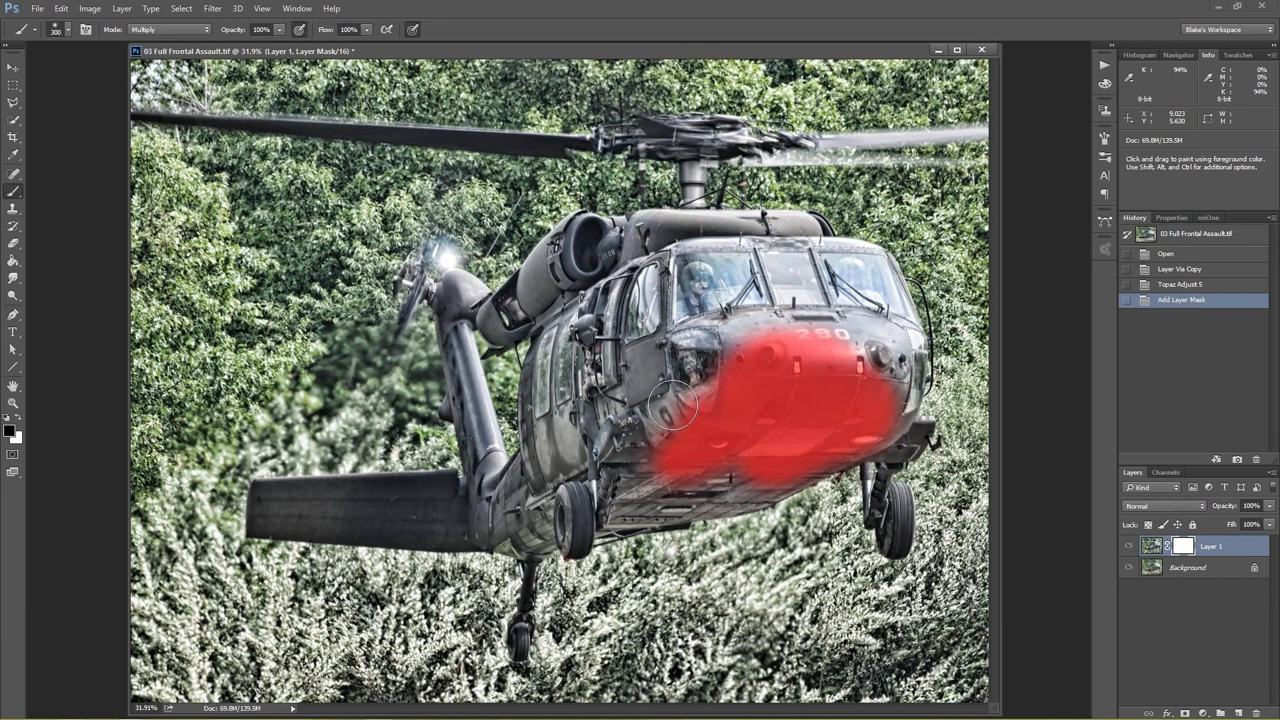 Ps File Edit Image Layer Type Select Filter 3D View Window Help
300 Mode: Multiply Opacity: 100% Flow: 100% Blake's Workspace
03 Full Frontal Assault.tif @ 31.9% (Layer 1, Layer Mask/16) *
Histogram Navigator Info Swatches
K : 94% C : 0%
M : 0%
Y : 0%
K : 94%
8-bit 8-bit
X : 9.023 W :
Y : 5.630 H :
Doc: 69.8M/139.5M
Click and drag to paint using foreground color.
Use Shift, Alt, and Ctrl for additional options.
History Properties onOne
03 Full Frontal Assault.tif
Open
Layer Via Copy
Topaz Adjust 5
Add Layer Mask
290
Layers Channels
Kind
Normal Opacity: 100%
Lock: Fill: 100%
Layer 1
Background
31.91% Doc: 69.8M/139.5M
fx